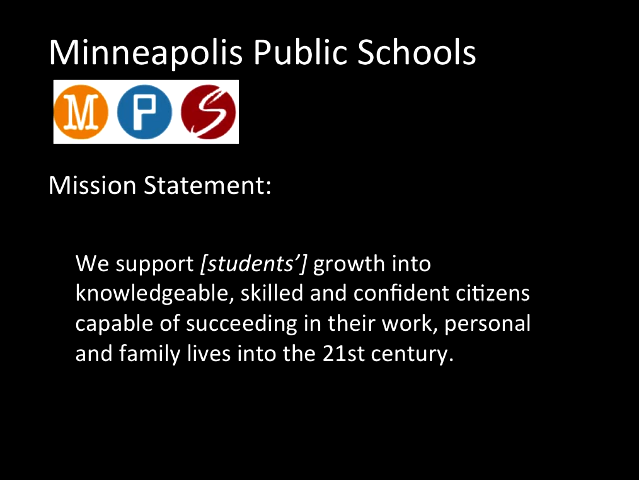 Minneapolis Public Schools
M P S
Mission Statement:
We support [students’] growth into
knowledgeable, skilled and confident citizens
capable of succeeding in their work, personal
and family lives into the 21st century.